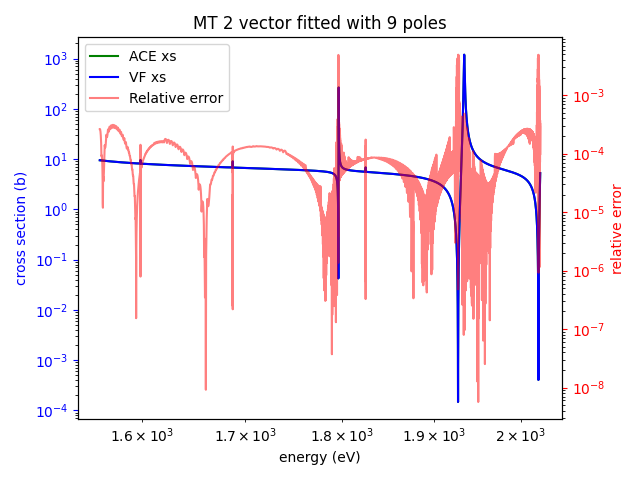 MT 2 vector fitted with 9 poles
ACE xs
VF xs
Relative error
10³
10²
10¹
10⁰
10⁻¹
10⁻²
10⁻³
10⁻⁴
cross section (b)
10⁻³
10⁻⁴
10⁻⁵
10⁻⁶
10⁻⁷
10⁻⁸
relative error
1.6 × 10³ 1.7 × 10³ 1.8 × 10³ 1.9 × 10³ 2 × 10³
energy (eV)